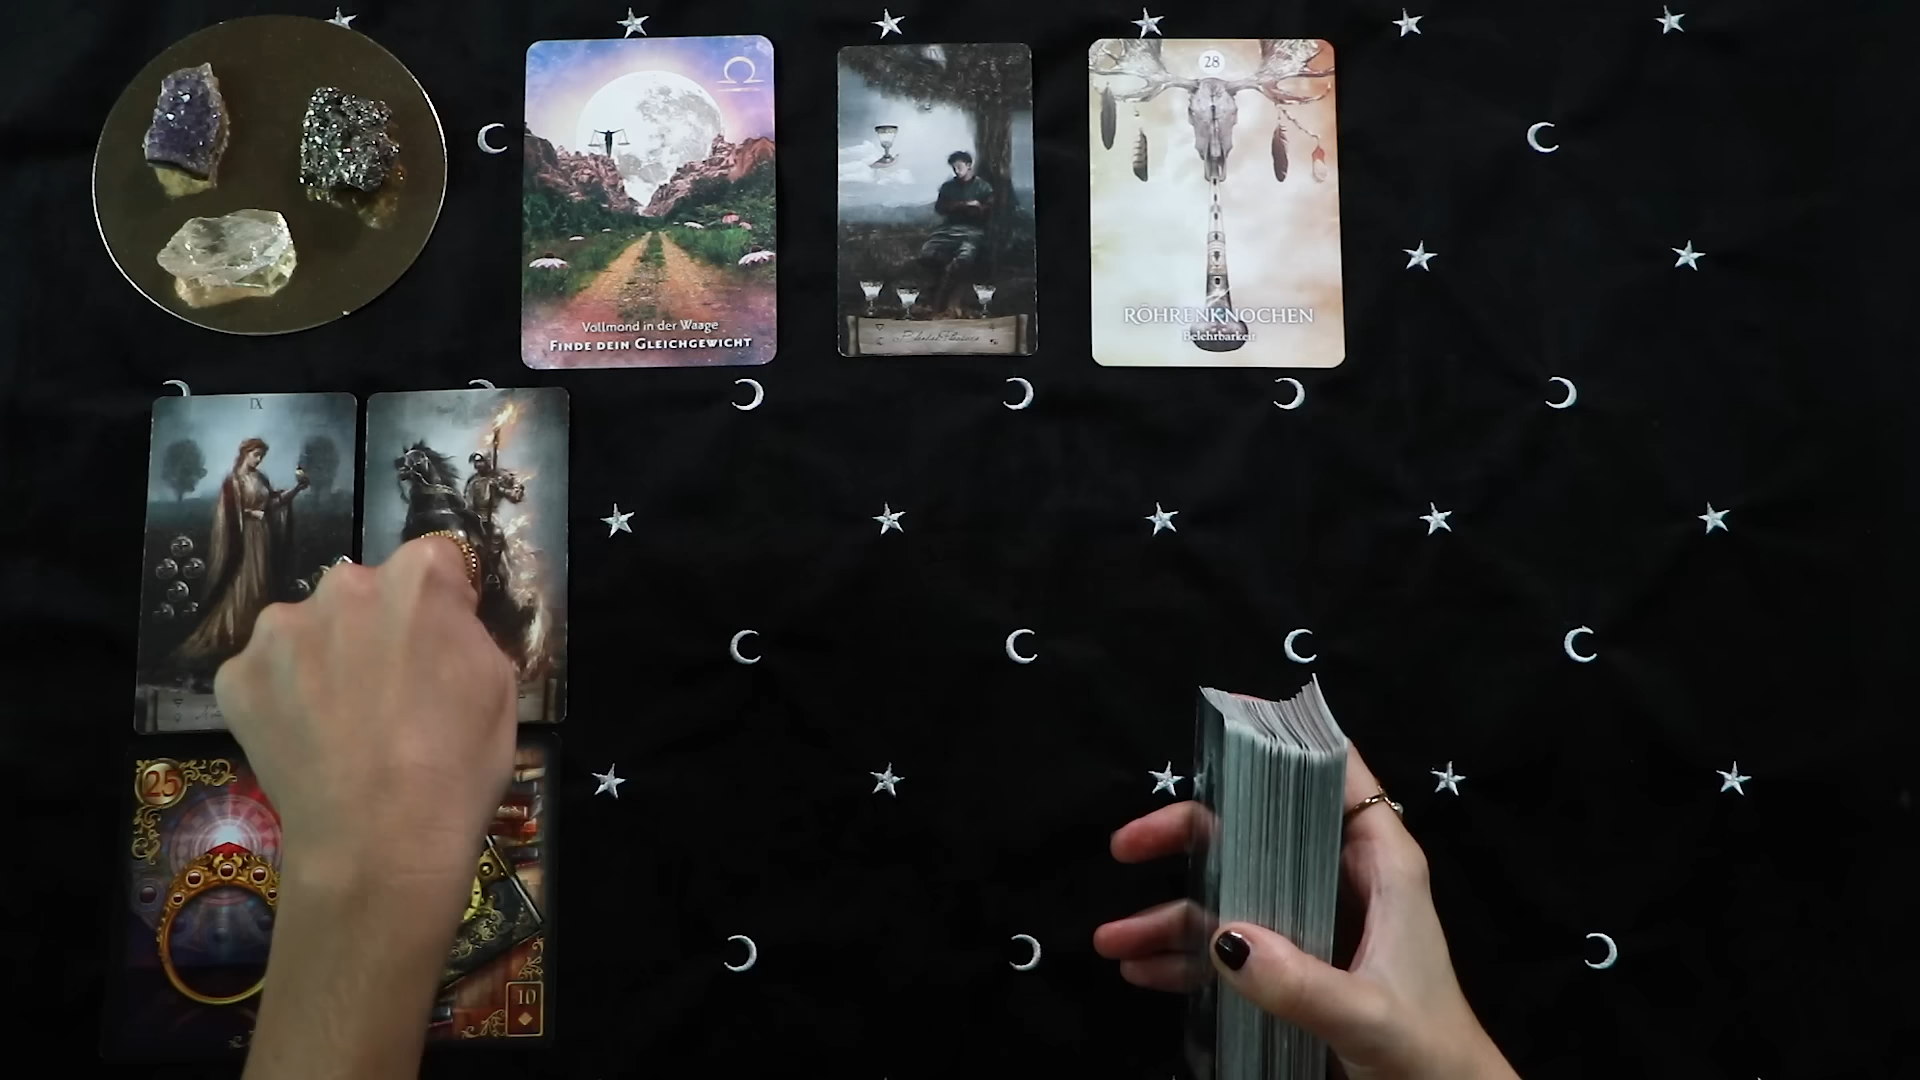 Vollmond in der Waage
FINDE DEIN GLEICHGEWICHT
28
RÖHRENKNOCHEN
Belehrbarkeit
IX
25
10